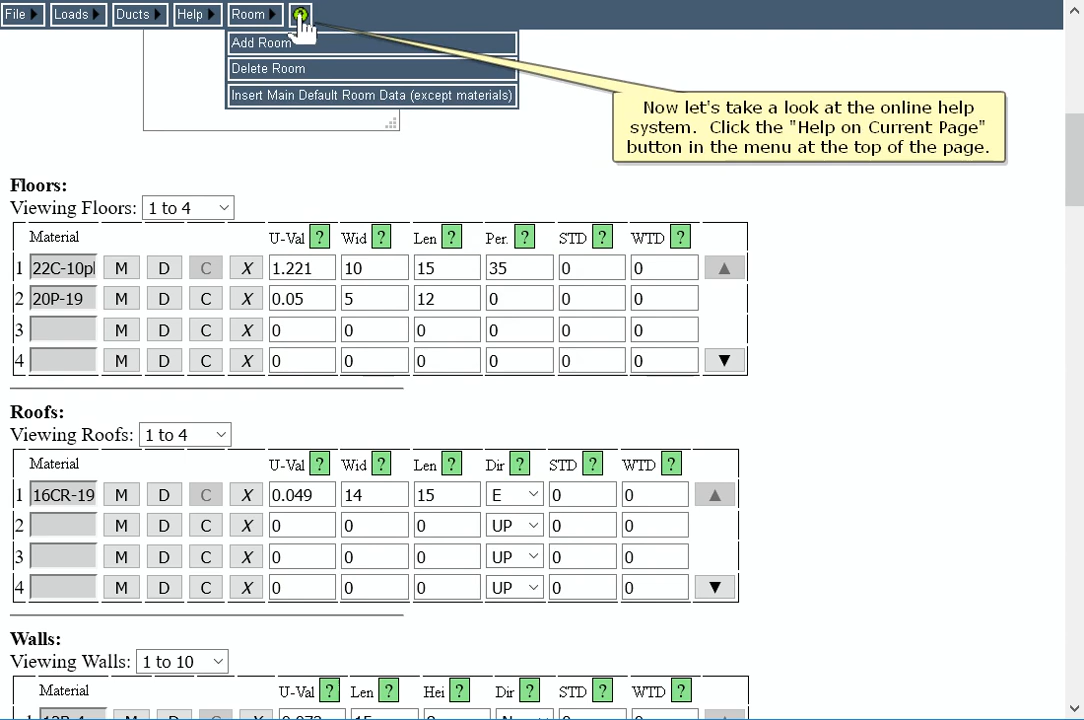 File Loads Ducts Help Room
Add Room
Delete Room
Insert Main Default Room Data (except materials)
Now let's take a look at the online help
system. Click the "Help on Current Page"
button in the menu at the top of the page.
Floors:
Viewing Floors: 1 to 4
Material U-Val ? Wid ? Len ? Per. ? STD ? WTD ?
1 22C-10pl M D C X 1.221 10 15 35 0 0 ▲
2 20P-19 M D C X 0.05 5 12 0 0 0
3 M D C X 0 0 0 0 0 0
4 M D C X 0 0 0 0 0 0 ▼
Roofs:
Viewing Roofs: 1 to 4
Material U-Val ? Wid ? Len ? Dir ? STD ? WTD ?
1 16CR-19 M D C X 0.049 14 15 E 0 0 ▲
2 M D C X 0 0 0 UP 0 0
3 M D C X 0 0 0 UP 0 0
4 M D C X 0 0 0 UP 0 0 ▼
Walls:
Viewing Walls: 1 to 10
Material U-Val ? Len ? Hei ? Dir ? STD ? WTD ?